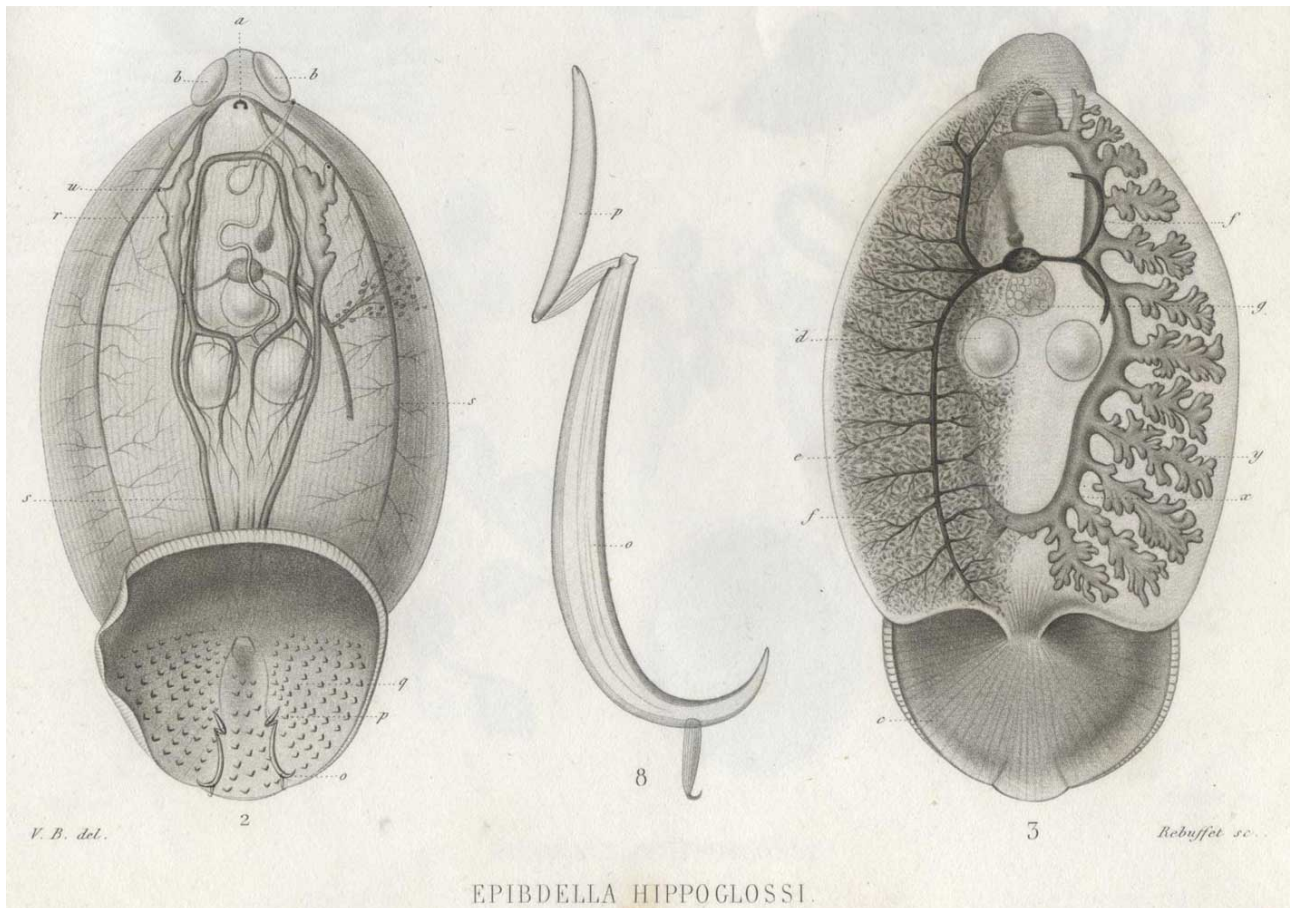 a
b b
u
r
s
s
q
p
o
2
p
o
8
f
g
d
e
f
y
x
c
3
V. B. del.
Rebuffet sc.
EPIBDELLA HIPPOGLOSSI.